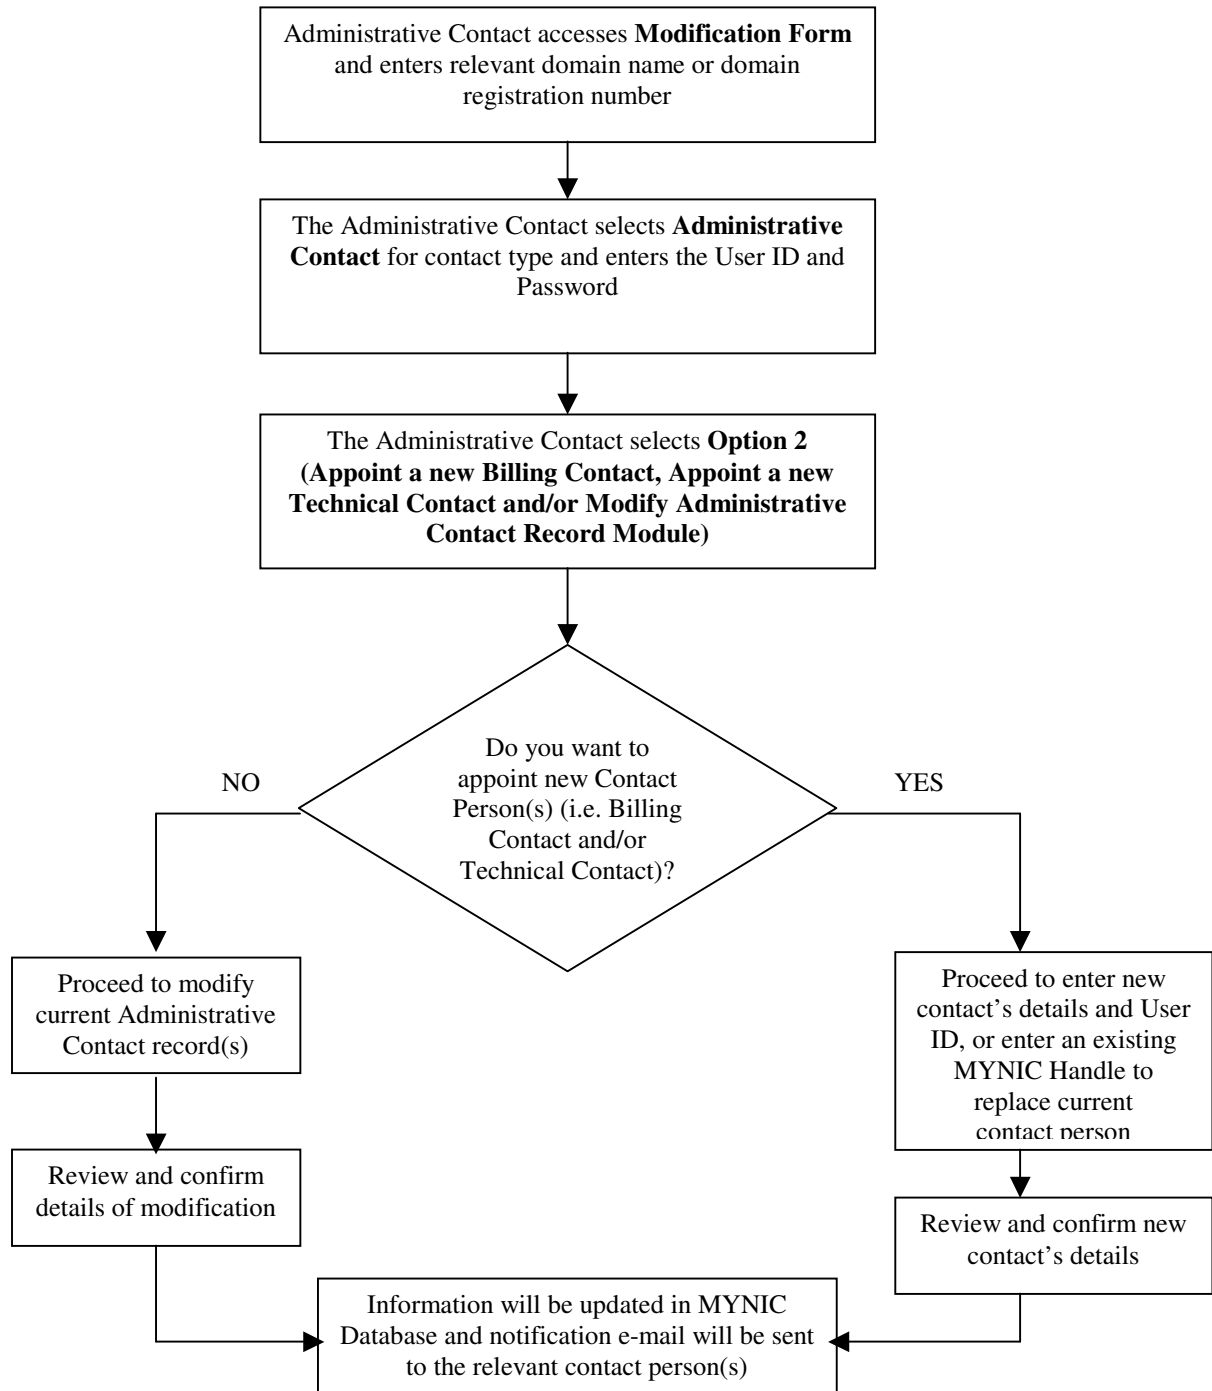 Administrative Contact accesses Modification Form
and enters relevant domain name or domain
registration number
The Administrative Contact selects Administrative
Contact for contact type and enters the User ID and
Password
The Administrative Contact selects Option 2
(Appoint a new Billing Contact, Appoint a new
Technical Contact and/or Modify Administrative
Contact Record Module)
Do you want to
appoint new Contact
Person(s) (i.e. Billing
Contact and/or
Technical Contact)?
NO
YES
Proceed to modify
current Administrative
Contact record(s)
Review and confirm
details of modification
Proceed to enter new
contact’s details and User
ID, or enter an existing
MYNIC Handle to
replace current
contact person
Review and confirm new
contact’s details
Information will be updated in MYNIC
Database and notification e-mail will be sent
to the relevant contact person(s)